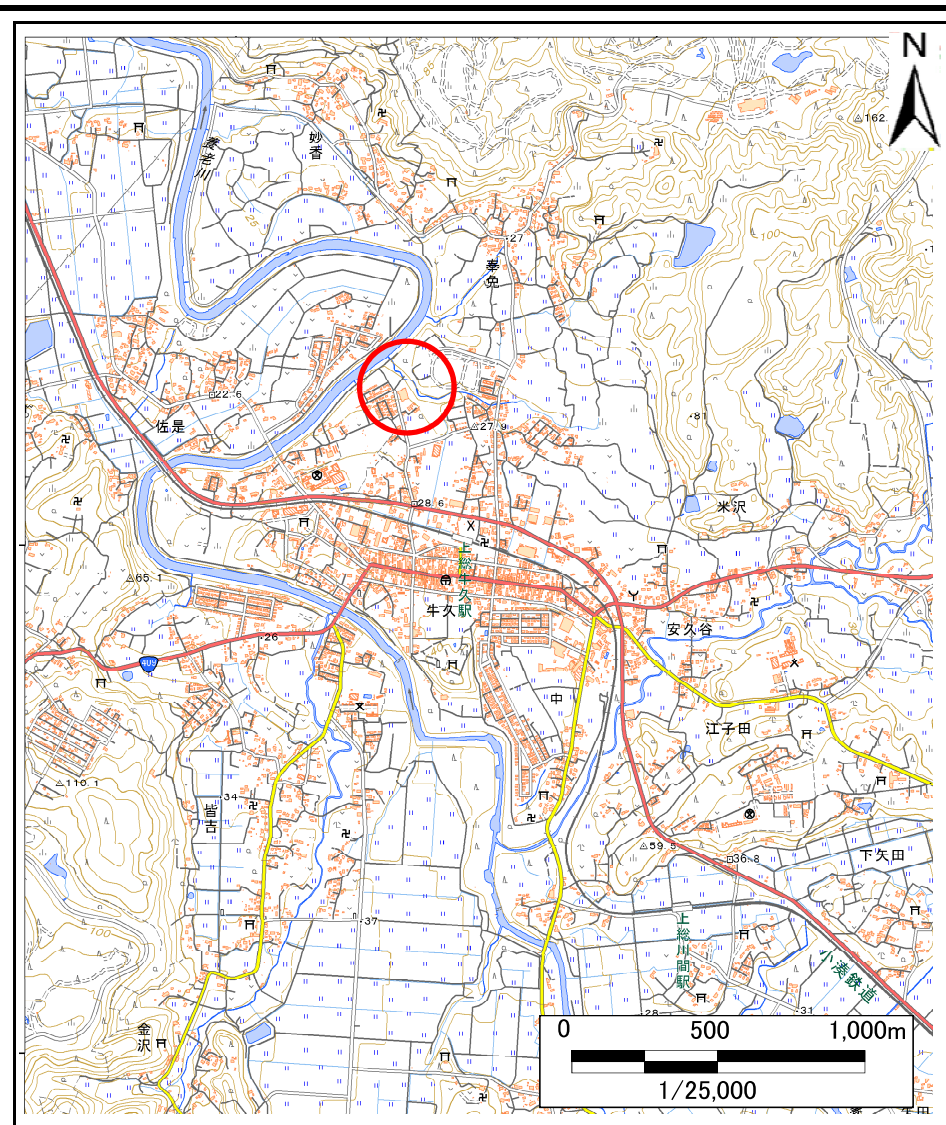 N
162
妙香
養老川
27
奉免
100
85
22.6
佐是
27.9
81
米沢
28.6
上総牛久駅
65.1
牛久
安久谷
26
409
中
江子田
110.1
34
皆吉
59.5
36.8
下矢田
37
100
上総川間駅
小湊鉄道
28
31
金沢
0 500 1,000m
1/25,000